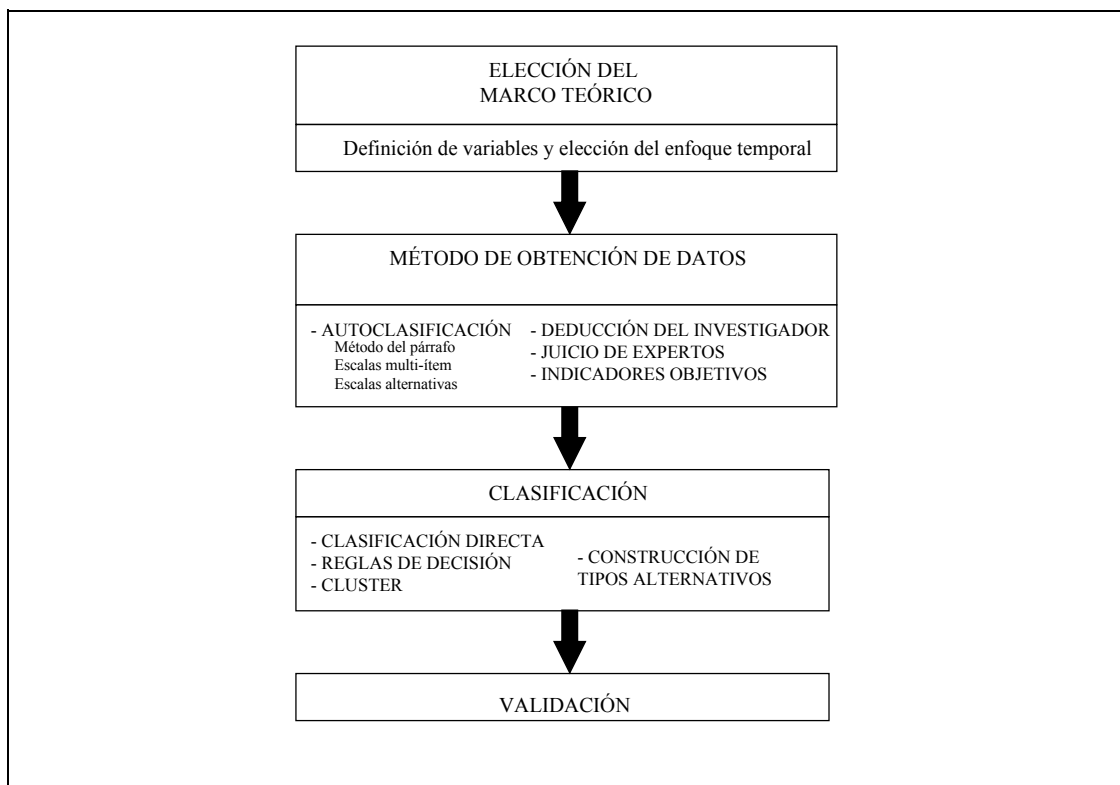 ELECCIÓN DEL
MARCO TEÓRICO
Definición de variables y elección del enfoque temporal
MÉTODO DE OBTENCIÓN DE DATOS
- AUTOCLASIFICACIÓN
Método del párrafo
Escalas multi-ítem
Escalas alternativas
- DEDUCCIÓN DEL INVESTIGADOR
- JUICIO DE EXPERTOS
- INDICADORES OBJETIVOS
CLASIFICACIÓN
- CLASIFICACIÓN DIRECTA
- REGLAS DE DECISIÓN
- CLUSTER
- CONSTRUCCIÓN DE
TIPOS ALTERNATIVOS
VALIDACIÓN